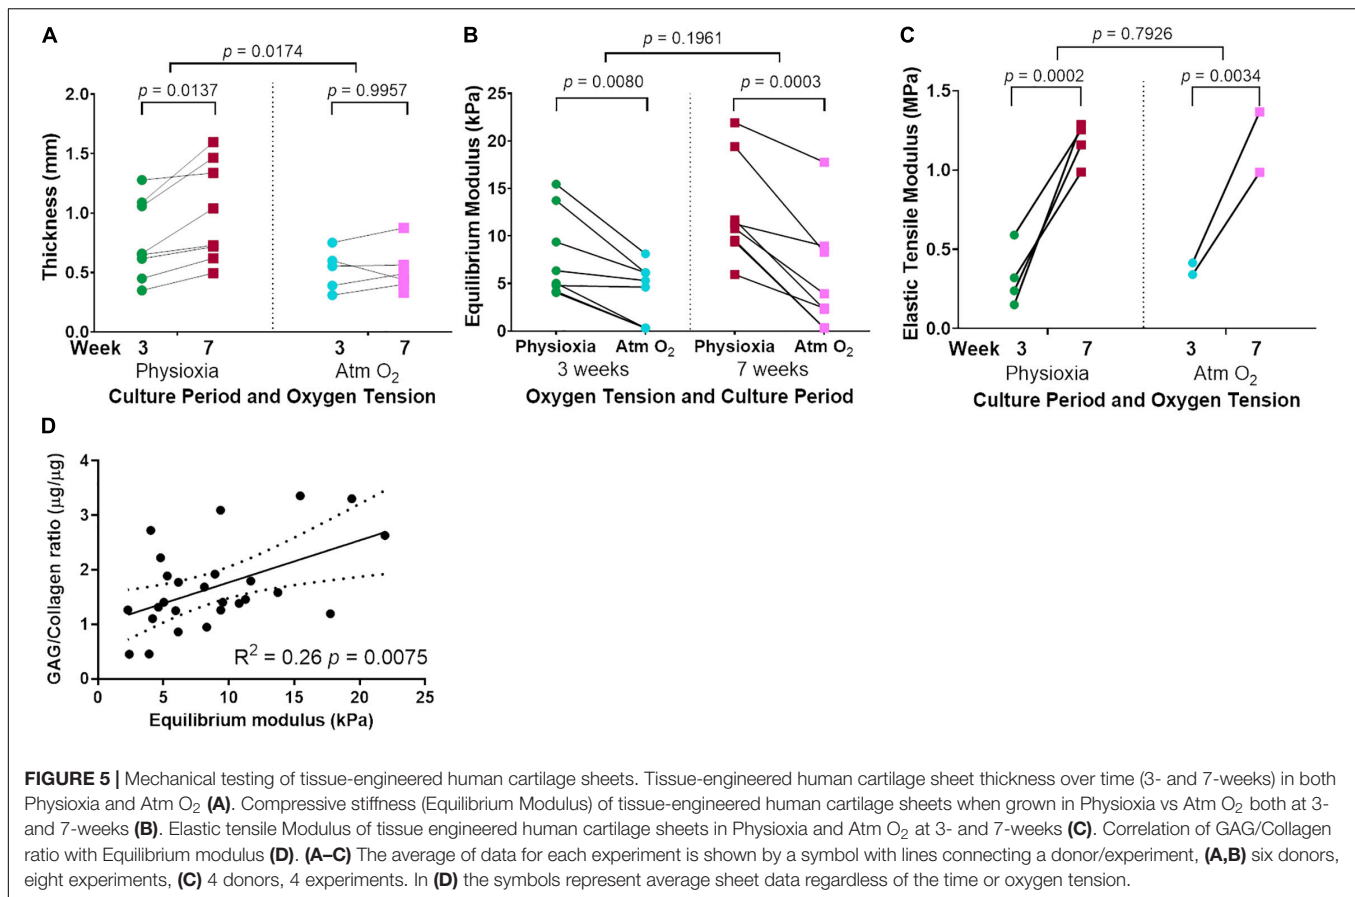 A
p = 0.0174
p = 0.0137
p = 0.9957
Thickness (mm)
2.0
1.5
1.0
0.5
0.0
Week 3 7 3 7
Physioxia Atm O2
Culture Period and Oxygen Tension
B
p = 0.1961
p = 0.0080
p = 0.0003
Equilibrium Modulus (kPa)
25
20
15
10
5
0
Physioxia Atm O2 Physioxia Atm O2
3 weeks 7 weeks
Oxygen Tension and Culture Period
C
p = 0.7926
p = 0.0002
p = 0.0034
Elastic Tensile Modulus (MPa)
1.5
1.0
0.5
0.0
Week 3 7 3 7
Physioxia Atm O2
Culture Period and Oxygen Tension
D
GAG/Collagen ratio (µg/µg)
4
3
2
1
0
R2 = 0.26 p = 0.0075
0 5 10 15 20 25
Equilibrium modulus (kPa)
FIGURE 5 | Mechanical testing of tissue-engineered human cartilage sheets. Tissue-engineered human cartilage sheet thickness over time (3- and 7-weeks) in both
Physioxia and Atm O2 (A). Compressive stiffness (Equilibrium Modulus) of tissue-engineered human cartilage sheets when grown in Physioxia vs Atm O2 both at 3-
and 7-weeks (B). Elastic tensile Modulus of tissue engineered human cartilage sheets in Physioxia and Atm O2 at 3- and 7-weeks (C). Correlation of GAG/Collagen
ratio with Equilibrium modulus (D). (A–C) The average of data for each experiment is shown by a symbol with lines connecting a donor/experiment, (A,B) six donors,
eight experiments, (C) 4 donors, 4 experiments. In (D) the symbols represent average sheet data regardless of the time or oxygen tension.